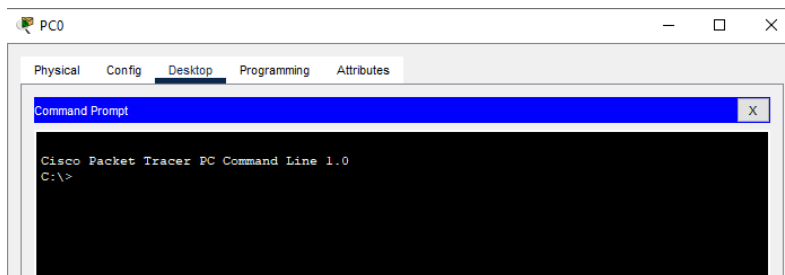 PC0
Physical Config Desktop Programming Attributes
Command Prompt X
Cisco Packet Tracer PC Command Line 1.0
C:\>